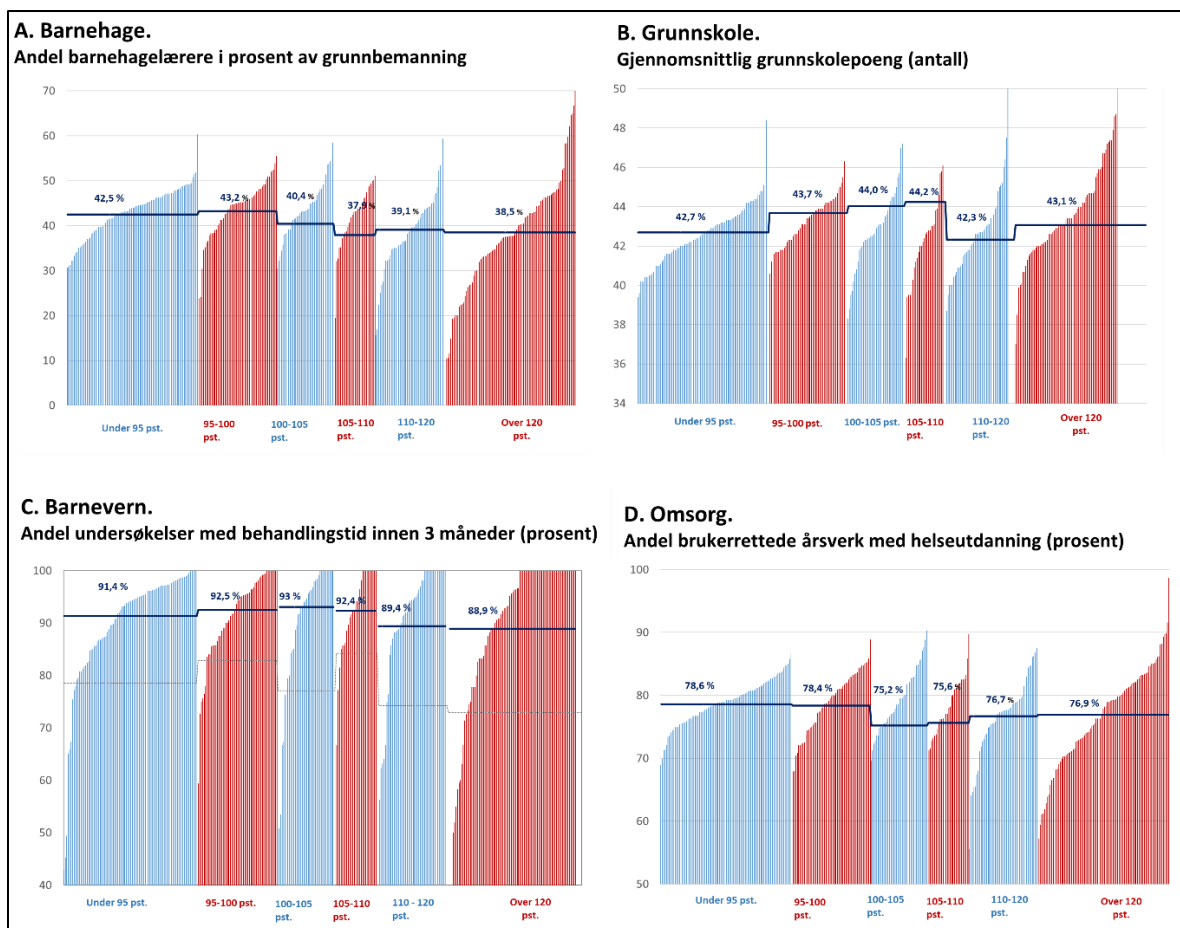 A. Barnehage.
Andel barnehagelærere i prosent av grunnbemanning
70
60
50
40
30
20
10
0
42,5 %
43,2 %
40,4 %
37,9 %
39,1 %
38,5 %
Under 95 pst.
95-100
pst.
100-105
pst.
105-110
pst.
110-120
pst.
Over 120
pst.
B. Grunnskole.
Gjennomsnittlig grunnskolepoeng (antall)
50
48
46
44
42
40
38
36
34
42,7 %
43,7 %
44,0 %
44,2 %
42,3 %
43,1 %
Under 95 pst.
95-100 pst.
100-105 pst.
105-110
pst.
110-120
pst.
Over 120
pst.
C. Barnevern.
Andel undersøkelser med behandlingstid innen 3 måneder (prosent)
100
90
80
70
60
50
40
91,4 %
92,5 %
93 %
92,4 %
89,4 %
88,9 %
Under 95 pst.
95-100 pst.
100-105
pst.
105-110
pst.
110 - 120
pst.
Over 120
pst.
D. Omsorg.
Andel brukerrettede årsverk med helseutdanning (prosent)
100
90
80
70
60
50
78,6 %
78,4 %
75,2 %
75,6 %
76,7 %
76,9 %
Under 95 pst.
95-100
pst.
100-105
pst.
105-110
pst.
110-120
pst.
Over 120
pst.